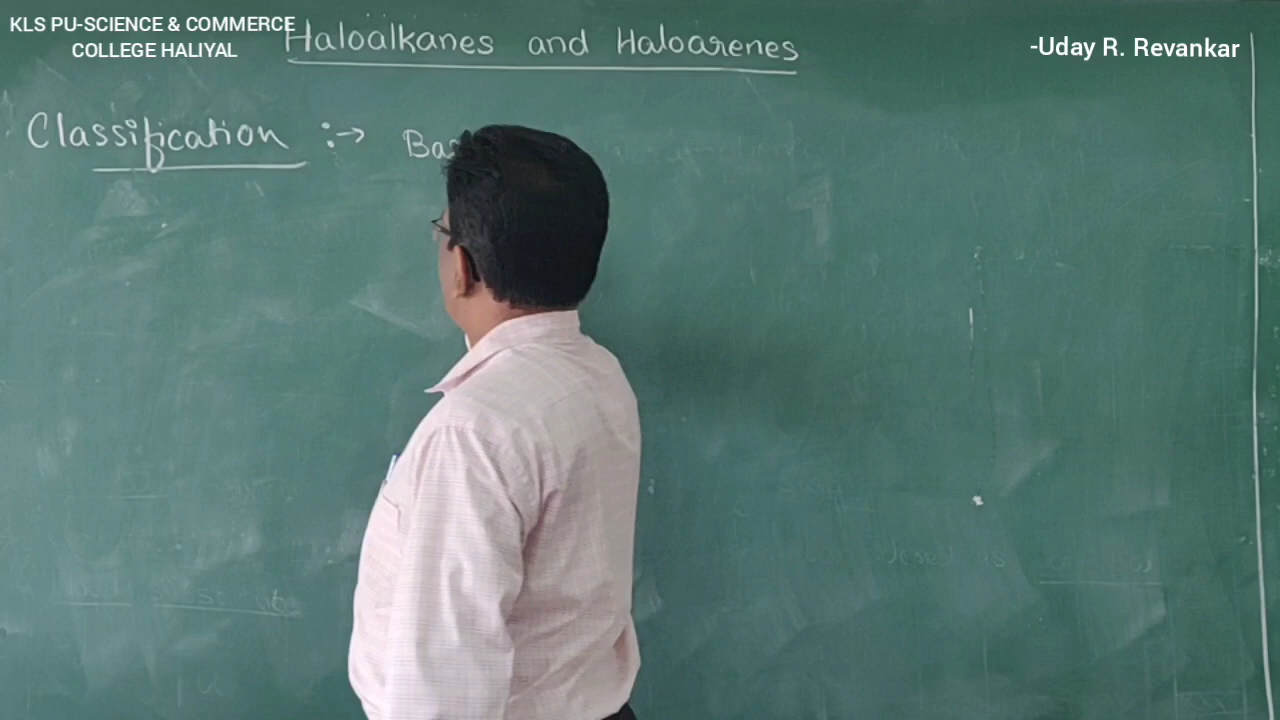 KLS PU-SCIENCE & COMMERCE
COLLEGE HALIYAL
Haloalkanes and Haloarenes
-Uday R. Revankar
Classification :→